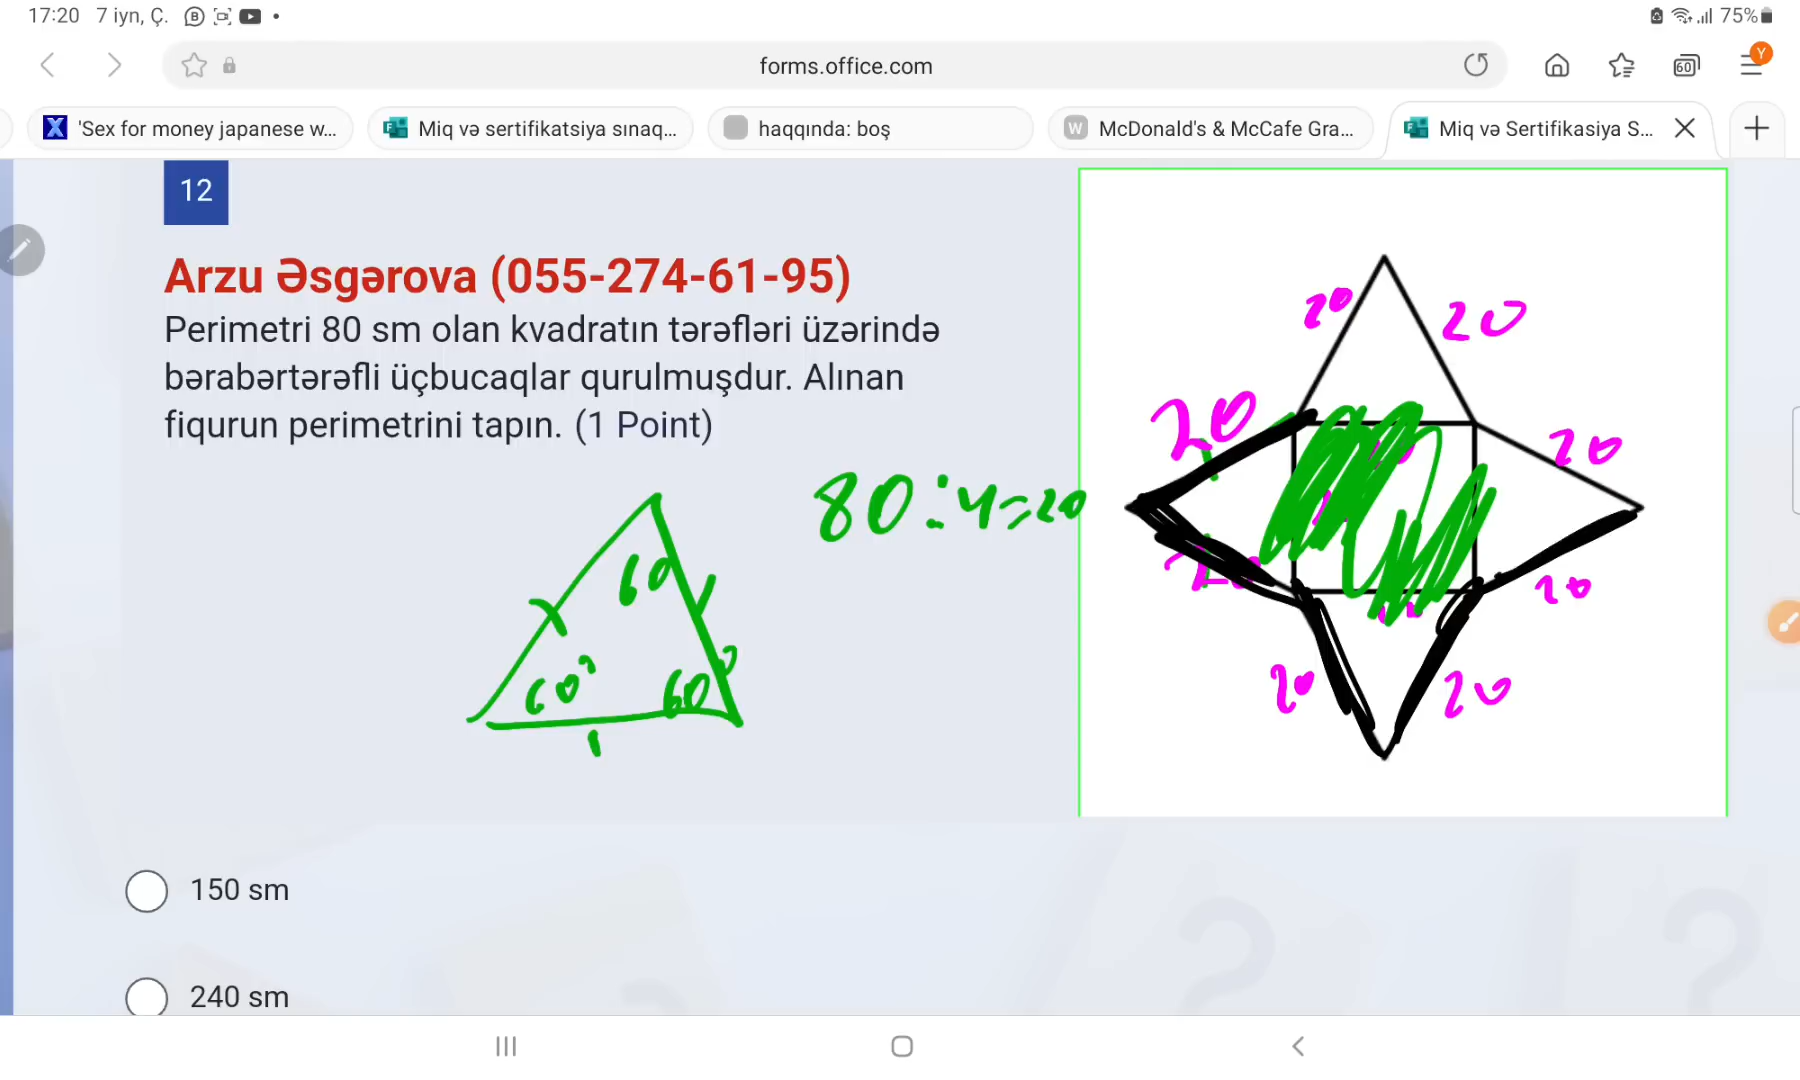 17:20 7 iyn, Ç.
75%
forms.office.com
60
Y
'Sex for money japanese w...
Miq və sertifikatsiya sınaq...
haqqında: boş
McDonald's & McCafe Gra...
Miq və Sertifikasiya S...
12
Arzu Əsgərova (055-274-61-95)
Perimetri 80 sm olan kvadratın tərəfləri üzərində
bərabərtərəfli üçbucaqlar qurulmuşdur. Alınan
fiqurun perimetrini tapın. (1 Point)
80:4=20
60
60°
60°
20
20
20
20
20
20
20
20
150 sm
240 sm